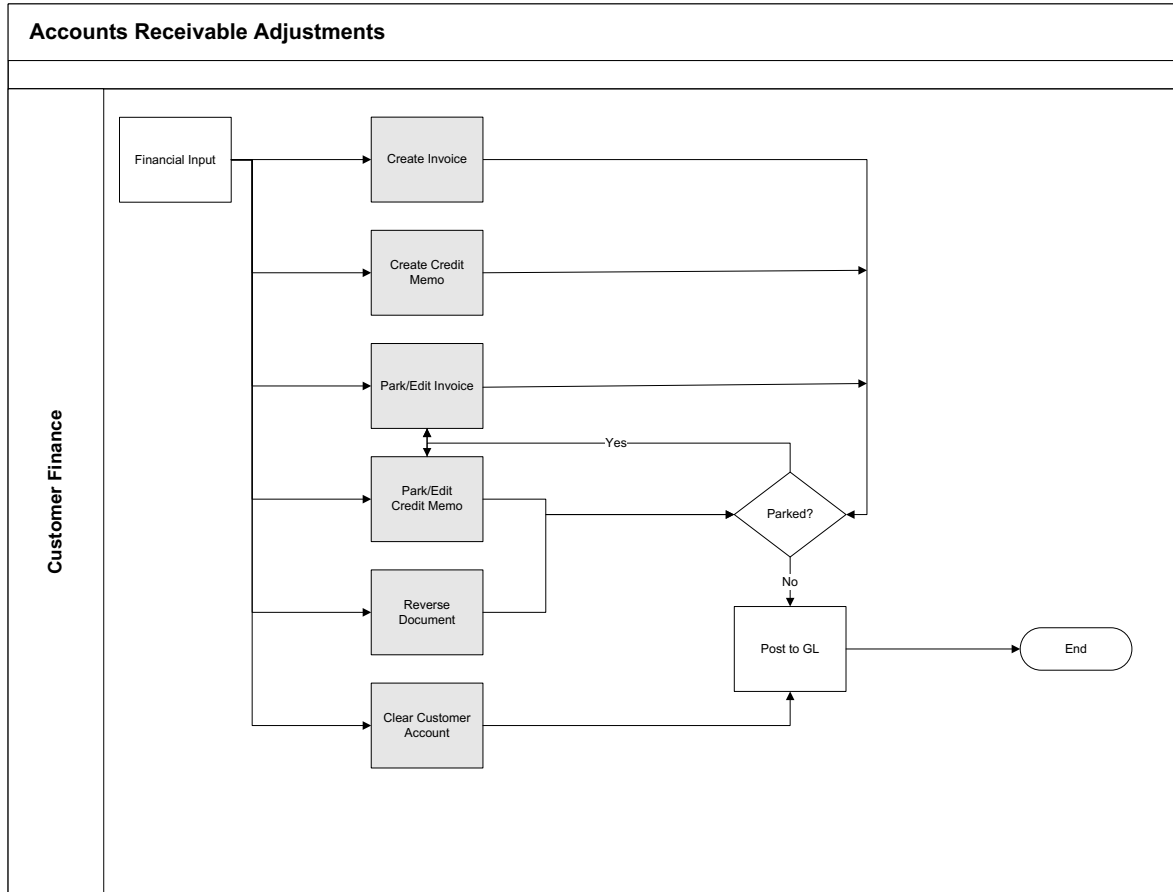 Accounts Receivable Adjustments
Customer Finance
Financial Input
Create Invoice
Create Credit
Memo
Park/Edit Invoice
Yes
Park/Edit
Credit Memo
Parked?
No
Reverse
Document
Post to GL
End
Clear Customer
Account